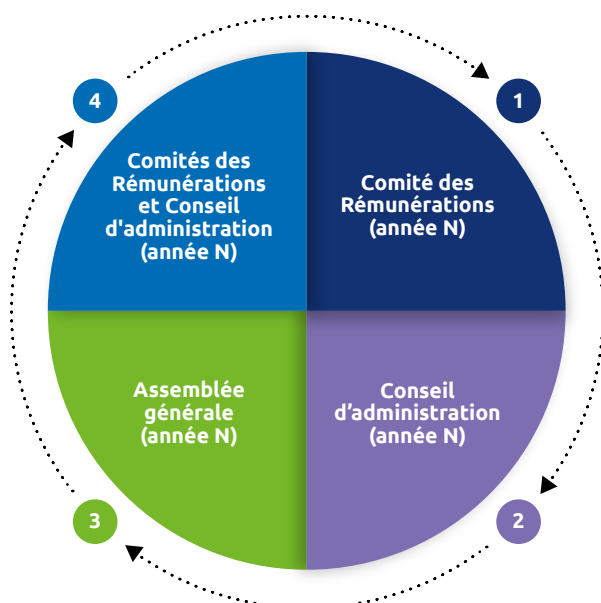 4
1
Comités des
Rémunérations
et Conseil
d'administration
(année N)
Comité des
Rémunérations
(année N)
Assemblée
générale
(année N)
Conseil
d’administration
(année N)
3
2